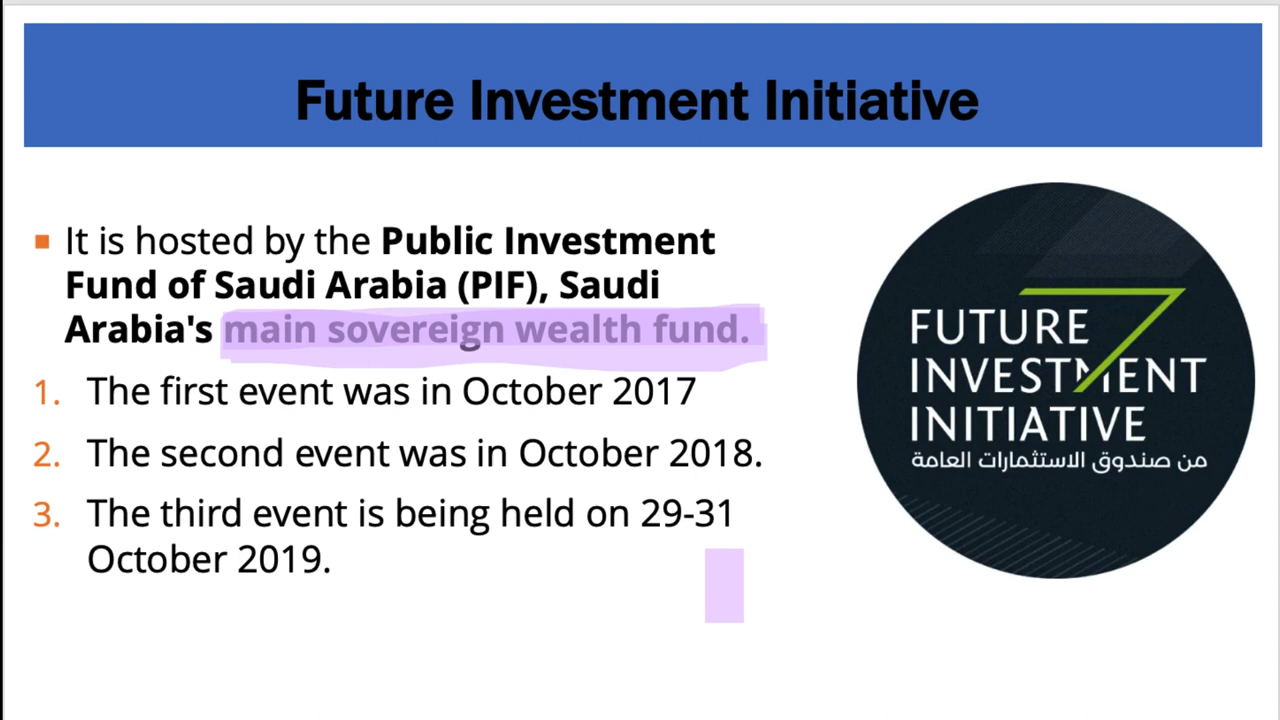 Future Investment Initiative
It is hosted by the Public Investment
Fund of Saudi Arabia (PIF), Saudi
Arabia's main sovereign wealth fund.
1. The first event was in October 2017
2. The second event was in October 2018.
3. The third event is being held on 29-31
October 2019.
FUTURE
INVESTMENT
INITIATIVE
من صندوق الاستثمارات العامة